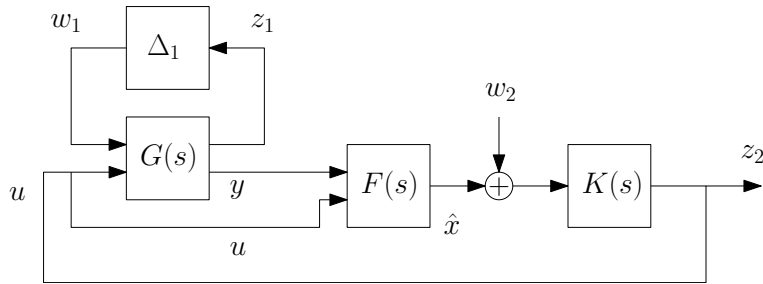 w₁
z₁
Δ₁
w₂
G(s)
z₂
u
y
F(s)
+
K(s)
x̂
u